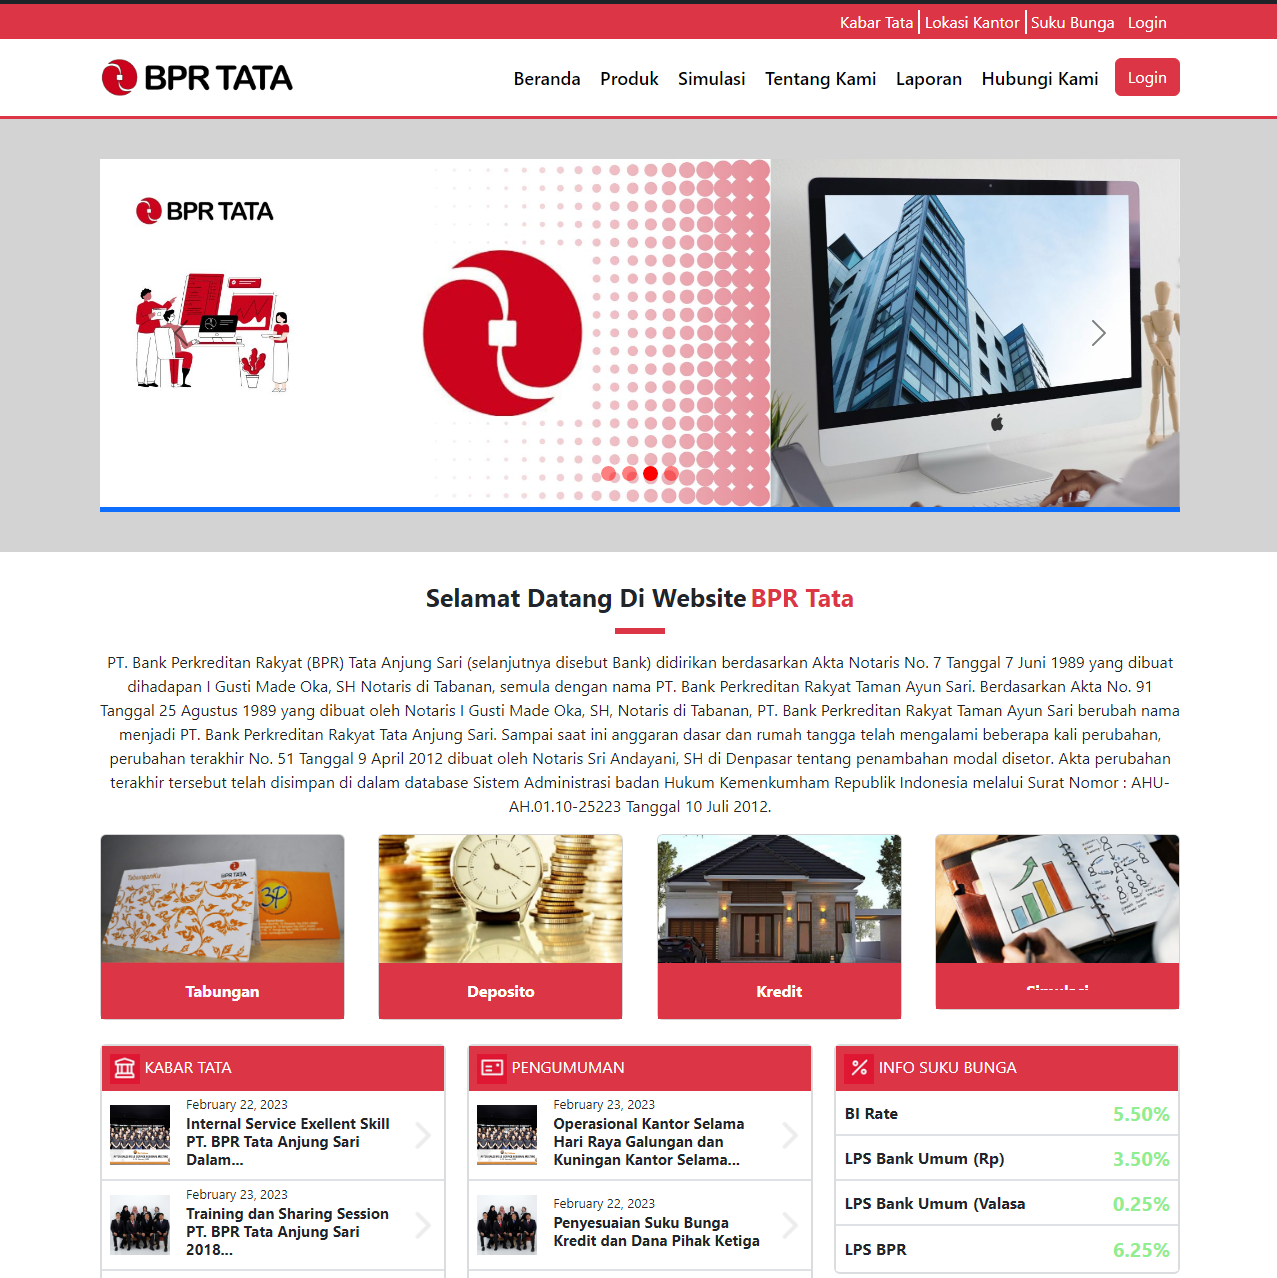 Kabar Tata Lokasi Kantor Suku Bunga Login
BPR TATA
Beranda Produk Simulasi Tentang Kami Laporan Hubungi Kami Login
BPR TATA
Selamat Datang Di Website BPR Tata
PT. Bank Perkreditan Rakyat (BPR) Tata Anjung Sari (selanjutnya disebut Bank) didirikan berdasarkan Akta Notaris No. 7 Tanggal 7 Juni 1989 yang dibuat
dihadapan I Gusti Made Oka, SH Notaris di Tabanan, semula dengan nama PT. Bank Perkreditan Rakyat Taman Ayun Sari. Berdasarkan Akta No. 91
Tanggal 25 Agustus 1989 yang dibuat oleh Notaris I Gusti Made Oka, SH, Notaris di Tabanan, PT. Bank Perkreditan Rakyat Taman Ayun Sari berubah nama
menjadi PT. Bank Perkreditan Rakyat Tata Anjung Sari. Sampai saat ini anggaran dasar dan rumah tangga telah mengalami beberapa kali perubahan,
perubahan terakhir No. 51 Tanggal 9 April 2012 dibuat oleh Notaris Sri Andayani, SH di Denpasar tentang penambahan modal disetor. Akta perubahan
terakhir tersebut telah disimpan di dalam database Sistem Administrasi badan Hukum Kemenkumham Republik Indonesia melalui Surat Nomor : AHU-
AH.01.10-25223 Tanggal 10 Juli 2012.
TabunganKu
BPR TATA
3P
Tabungan
Deposito
Kredit
Simulasi
KABAR TATA
February 22, 2023
Internal Service Exellent Skill
PT. BPR Tata Anjung Sari
Dalam...
February 23, 2023
Training dan Sharing Session
PT. BPR Tata Anjung Sari
2018...
PENGUMUMAN
February 23, 2023
Operasional Kantor Selama
Hari Raya Galungan dan
Kuningan Kantor Selama...
February 22, 2023
Penyesuaian Suku Bunga
Kredit dan Dana Pihak Ketiga
INFO SUKU BUNGA
BI Rate 5.50%
LPS Bank Umum (Rp) 3.50%
LPS Bank Umum (Valasa 0.25%
LPS BPR 6.25%